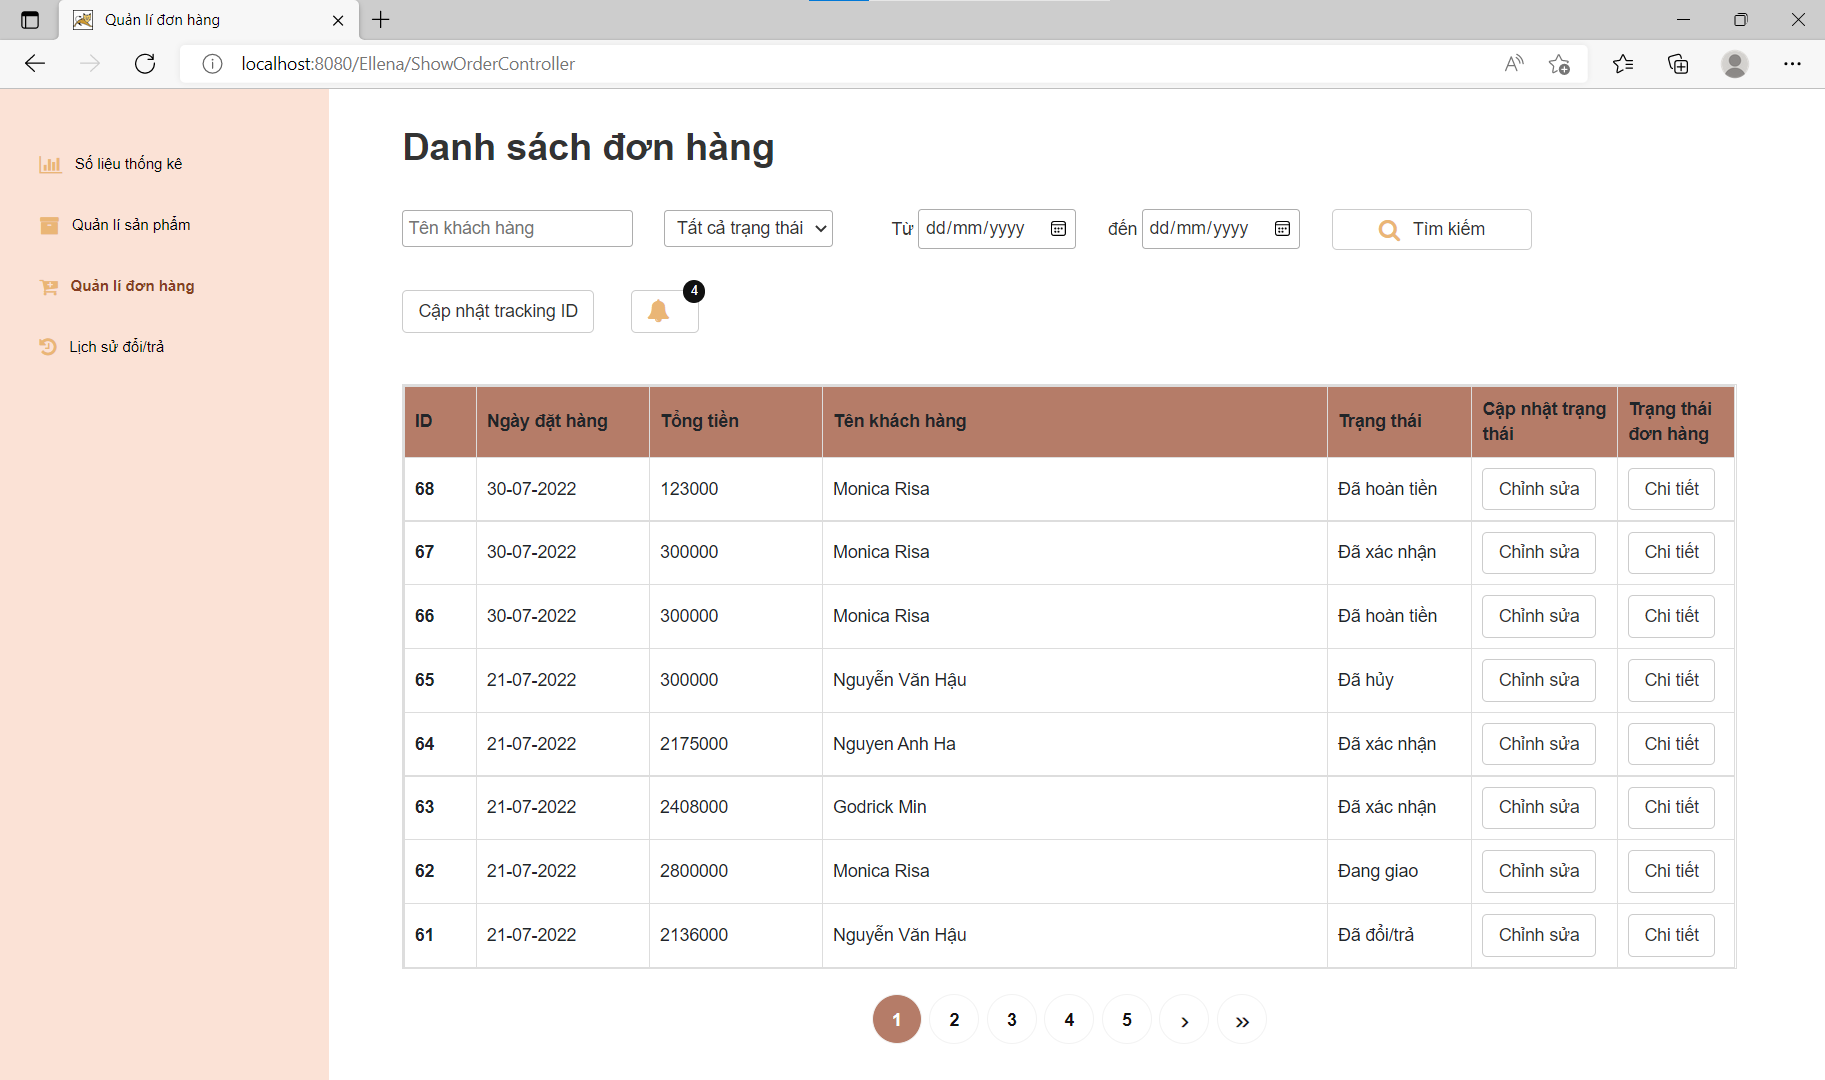 Quản lí đơn hàng
localhost:8080/Ellena/ShowOrderController
Số liệu thống kê
Quản lí sản phẩm
Quản lí đơn hàng
Lịch sử đổi/trả
Danh sách đơn hàng
Tên khách hàng Tất cả trạng thái Từ dd/mm/yyyy đến dd/mm/yyyy Tìm kiếm
Cập nhật tracking ID 4
ID Ngày đặt hàng Tổng tiền Tên khách hàng Trạng thái Cập nhật trạng thái Trạng thái đơn hàng
68 30-07-2022 123000 Monica Risa Đã hoàn tiền Chỉnh sửa Chi tiết
67 30-07-2022 300000 Monica Risa Đã xác nhận Chỉnh sửa Chi tiết
66 30-07-2022 300000 Monica Risa Đã hoàn tiền Chỉnh sửa Chi tiết
65 21-07-2022 300000 Nguyễn Văn Hậu Đã hủy Chỉnh sửa Chi tiết
64 21-07-2022 2175000 Nguyen Anh Ha Đã xác nhận Chỉnh sửa Chi tiết
63 21-07-2022 2408000 Godrick Min Đã xác nhận Chỉnh sửa Chi tiết
62 21-07-2022 2800000 Monica Risa Đang giao Chỉnh sửa Chi tiết
61 21-07-2022 2136000 Nguyễn Văn Hậu Đã đổi/trả Chỉnh sửa Chi tiết
1 2 3 4 5 › »